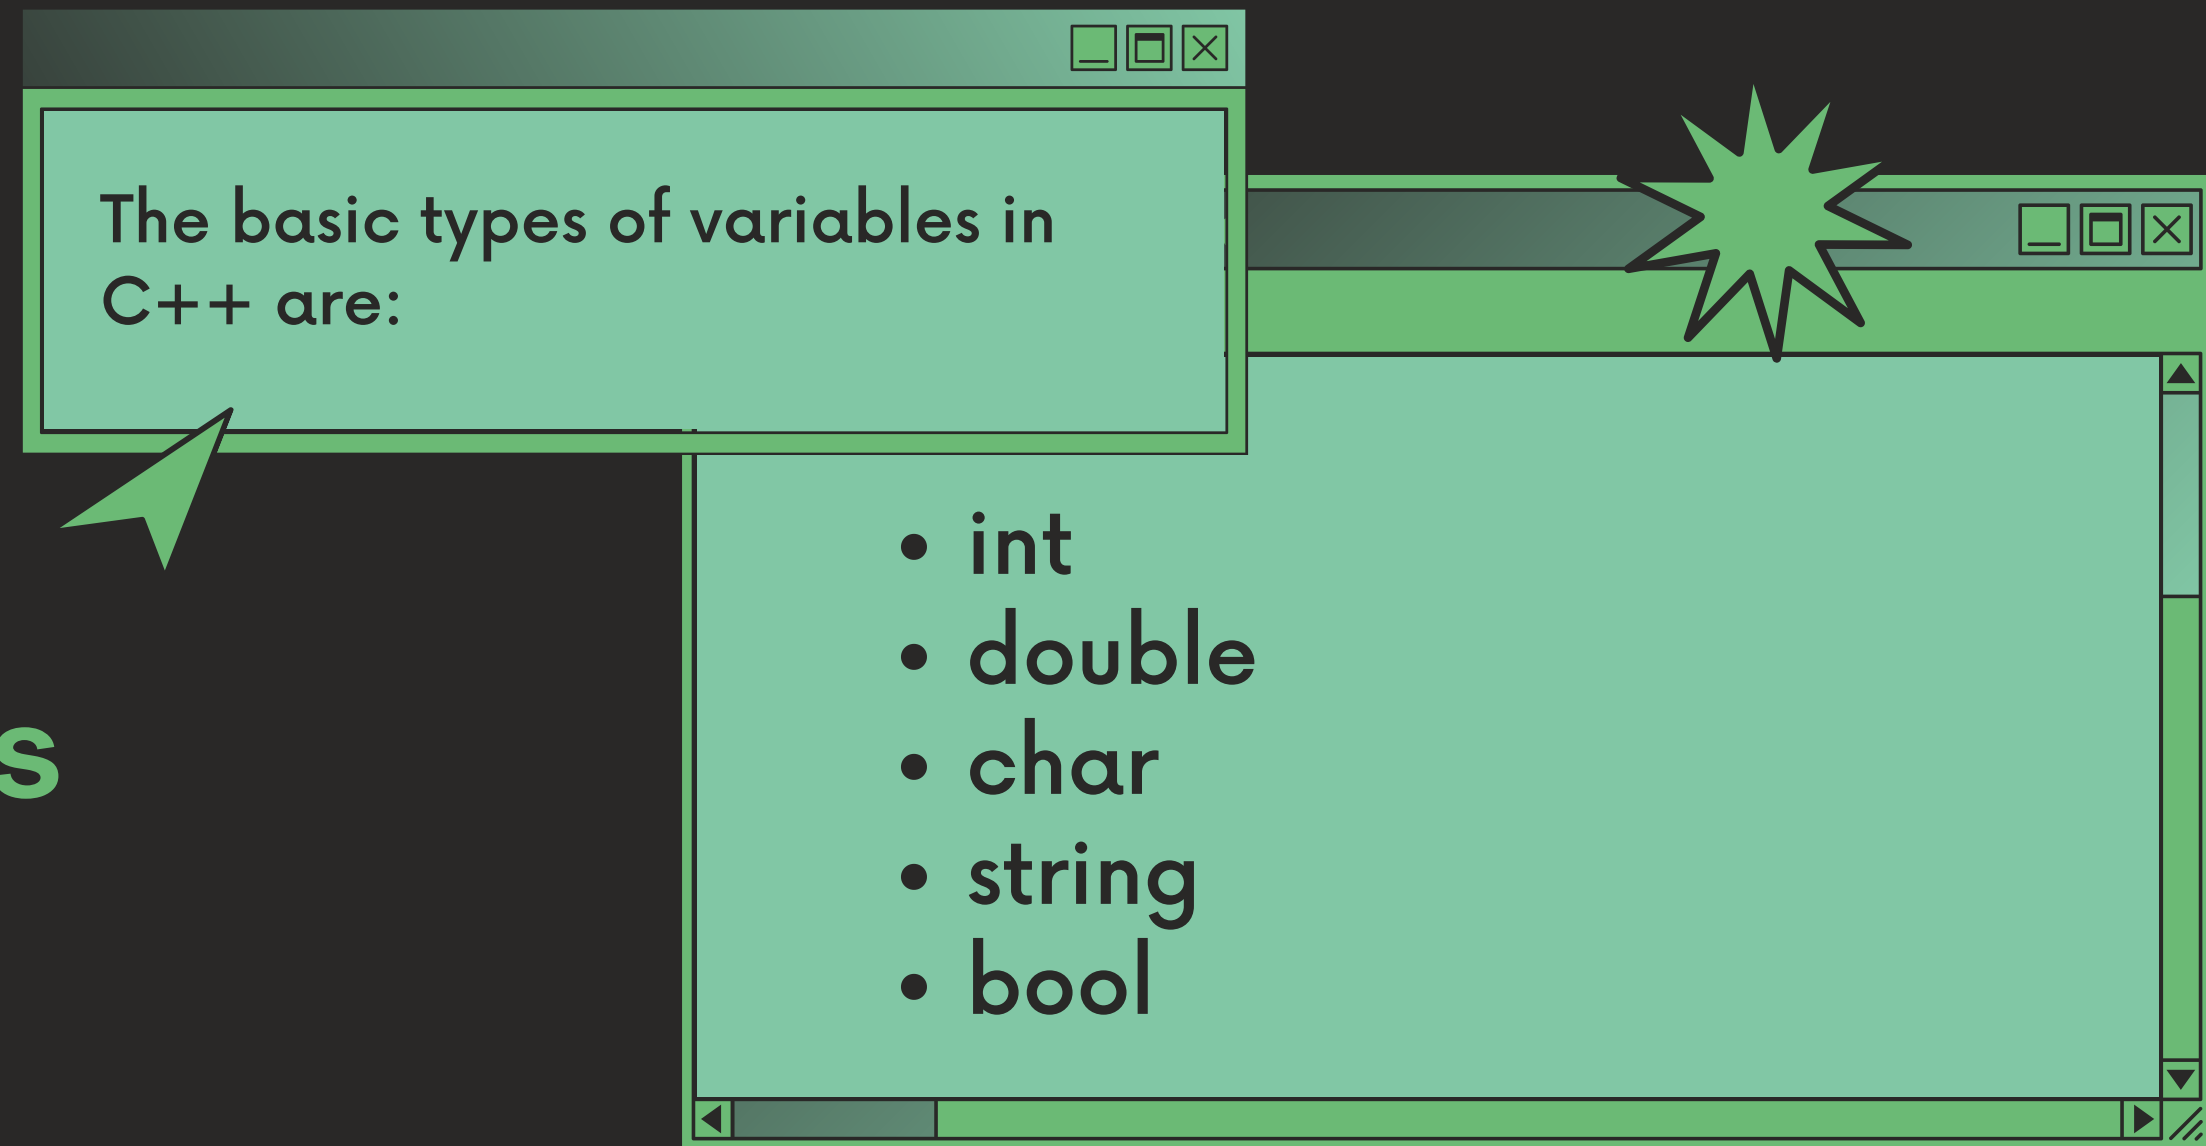 The basic types of variables in
C++ are:
• int
• double
• char
• string
• bool
s